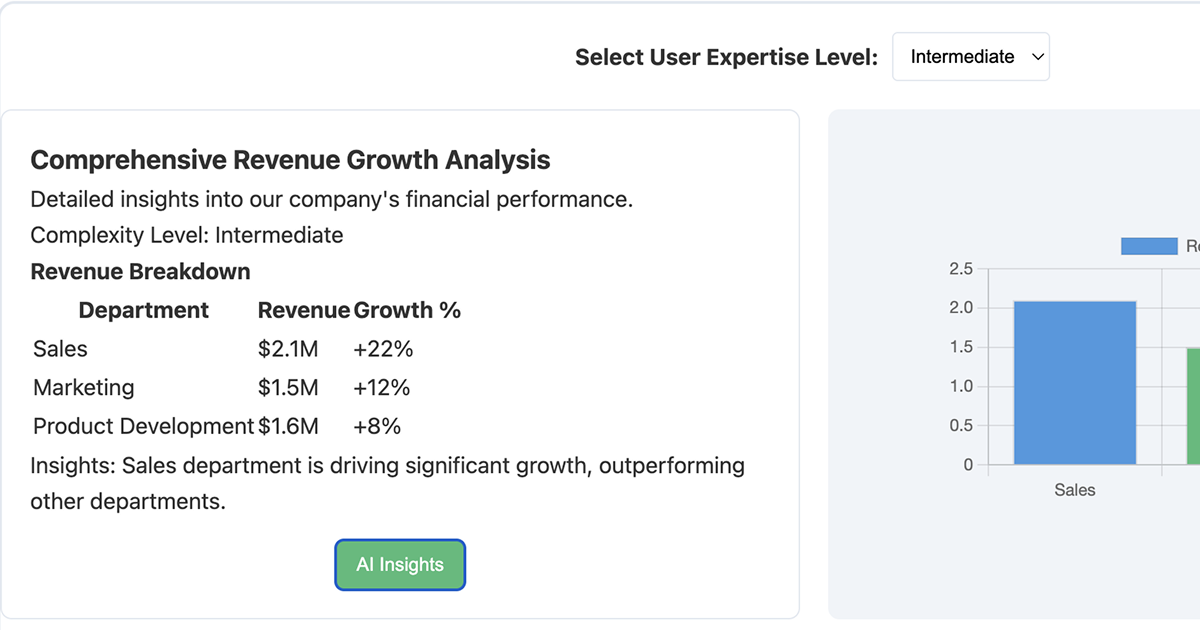 Select User Expertise Level: Intermediate
Comprehensive Revenue Growth Analysis
Detailed insights into our company's financial performance.
Complexity Level: Intermediate
Revenue Breakdown
Department Revenue Growth %
Sales $2.1M +22%
Marketing $1.5M +12%
Product Development $1.6M +8%
Insights: Sales department is driving significant growth, outperforming
other departments.
AI Insights
2.5
2.0
1.5
1.0
0.5
0
Sales